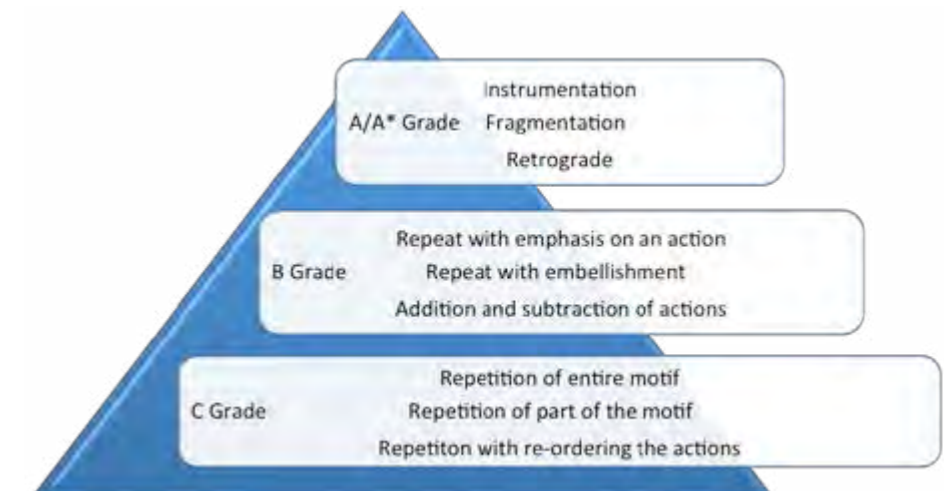 Instrumentation
A/A* Grade Fragmentation
Retrograde
Repeat with emphasis on an action
B Grade Repeat with embellishment
Addition and subtraction of actions
Repetition of entire motif
C Grade Repetition of part of the motif
Repetiton with re-ordering the actions